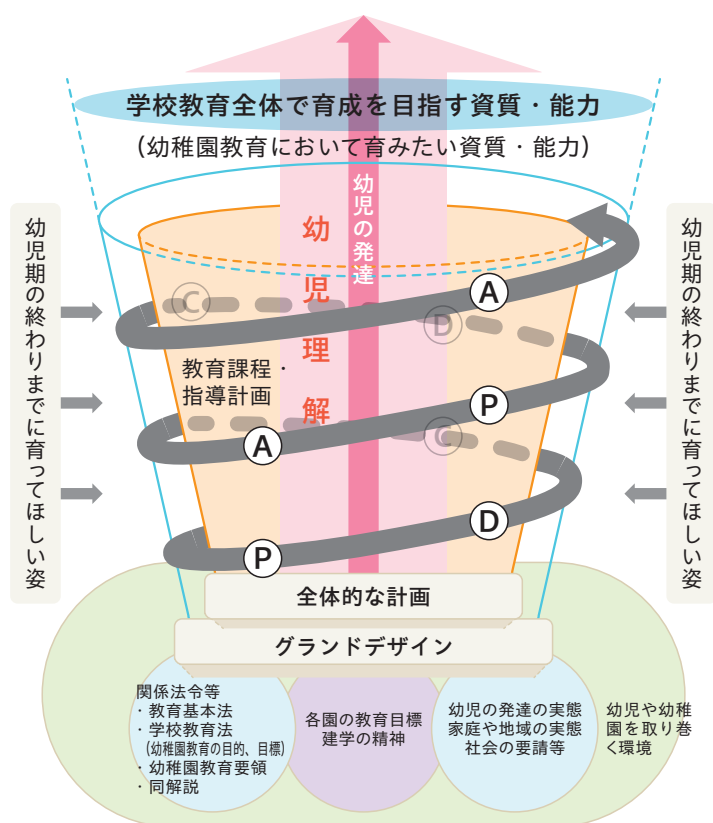 学校教育全体で育成を目指す資質・能力
(幼稚園教育において育みたい資質・能力)
幼児の発達
幼児理解
幼児期の終わりまでに育ってほしい姿
幼児期の終わりまでに育ってほしい姿
A
C
D
教育課程・
指導計画
P
A
C
D
P
全体的な計画
グランドデザイン
関係法令等
・教育基本法
・学校教育法
(幼稚園教育の目的、目標)
・幼稚園教育要領
・同解説
各園の教育目標
建学の精神
幼児の発達の実態
家庭や地域の実態
社会の要請等
幼児や幼稚
園を取り巻
く環境